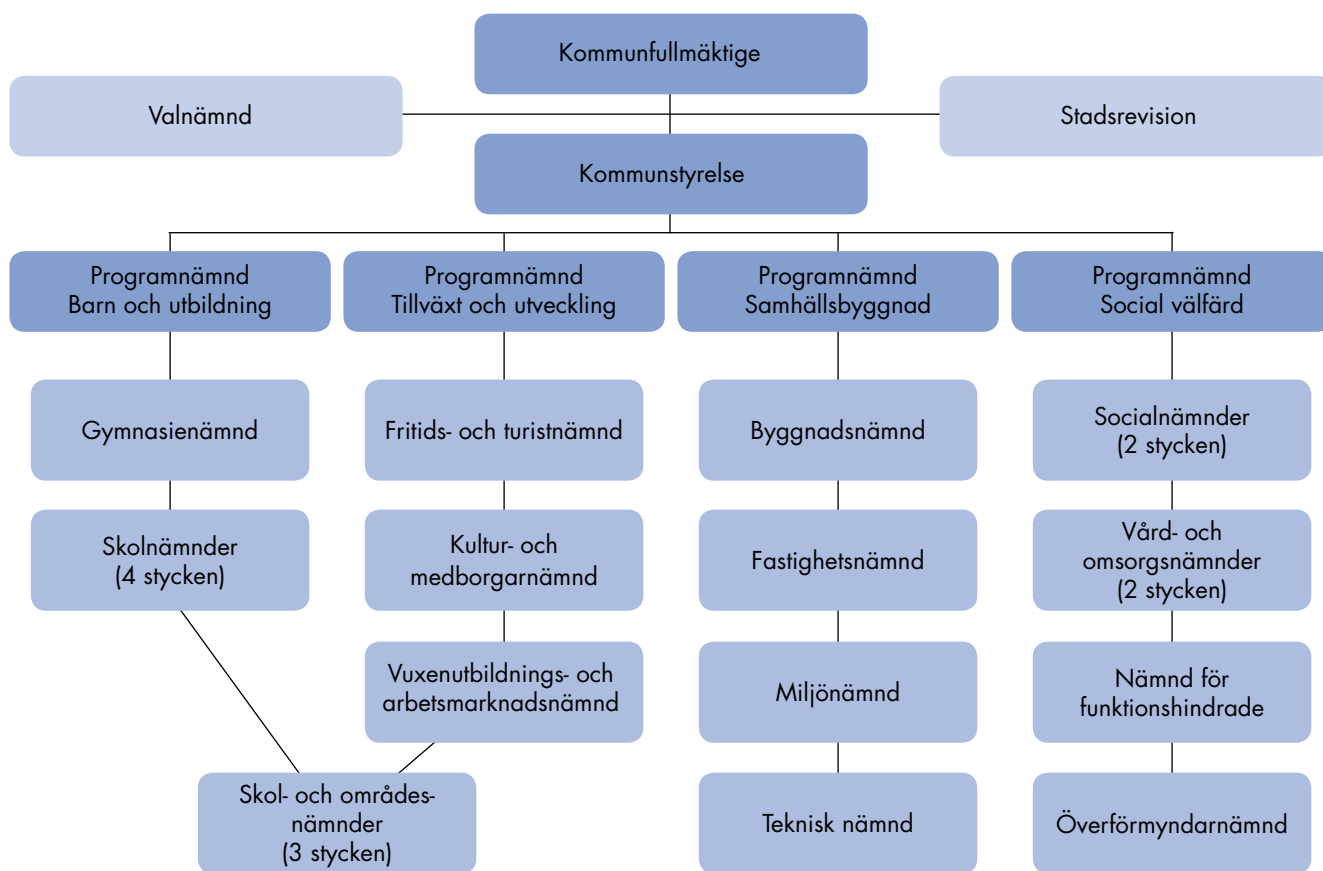 Kommunfullmäktige
Valnämnd
Stadsrevision
Kommunstyrelse
Programnämnd
Barn och utbildning
Programnämnd
Tillväxt och utveckling
Programnämnd
Samhällsbyggnad
Programnämnd
Social välfärd
Gymnasienämnd
Fritids- och turistnämnd
Byggnadsnämnd
Socialnämnder
(2 stycken)
Skolnämnder
(4 stycken)
Kultur- och
medborgarnämnd
Fastighetsnämnd
Vård- och
omsorgsnämnder
(2 stycken)
Vuxenutbildnings- och
arbetsmarknadsnämnd
Miljönämnd
Nämnd för
funktionshindrade
Skol- och områdes-
nämnder
(3 stycken)
Teknisk nämnd
Överförmyndarnämnd